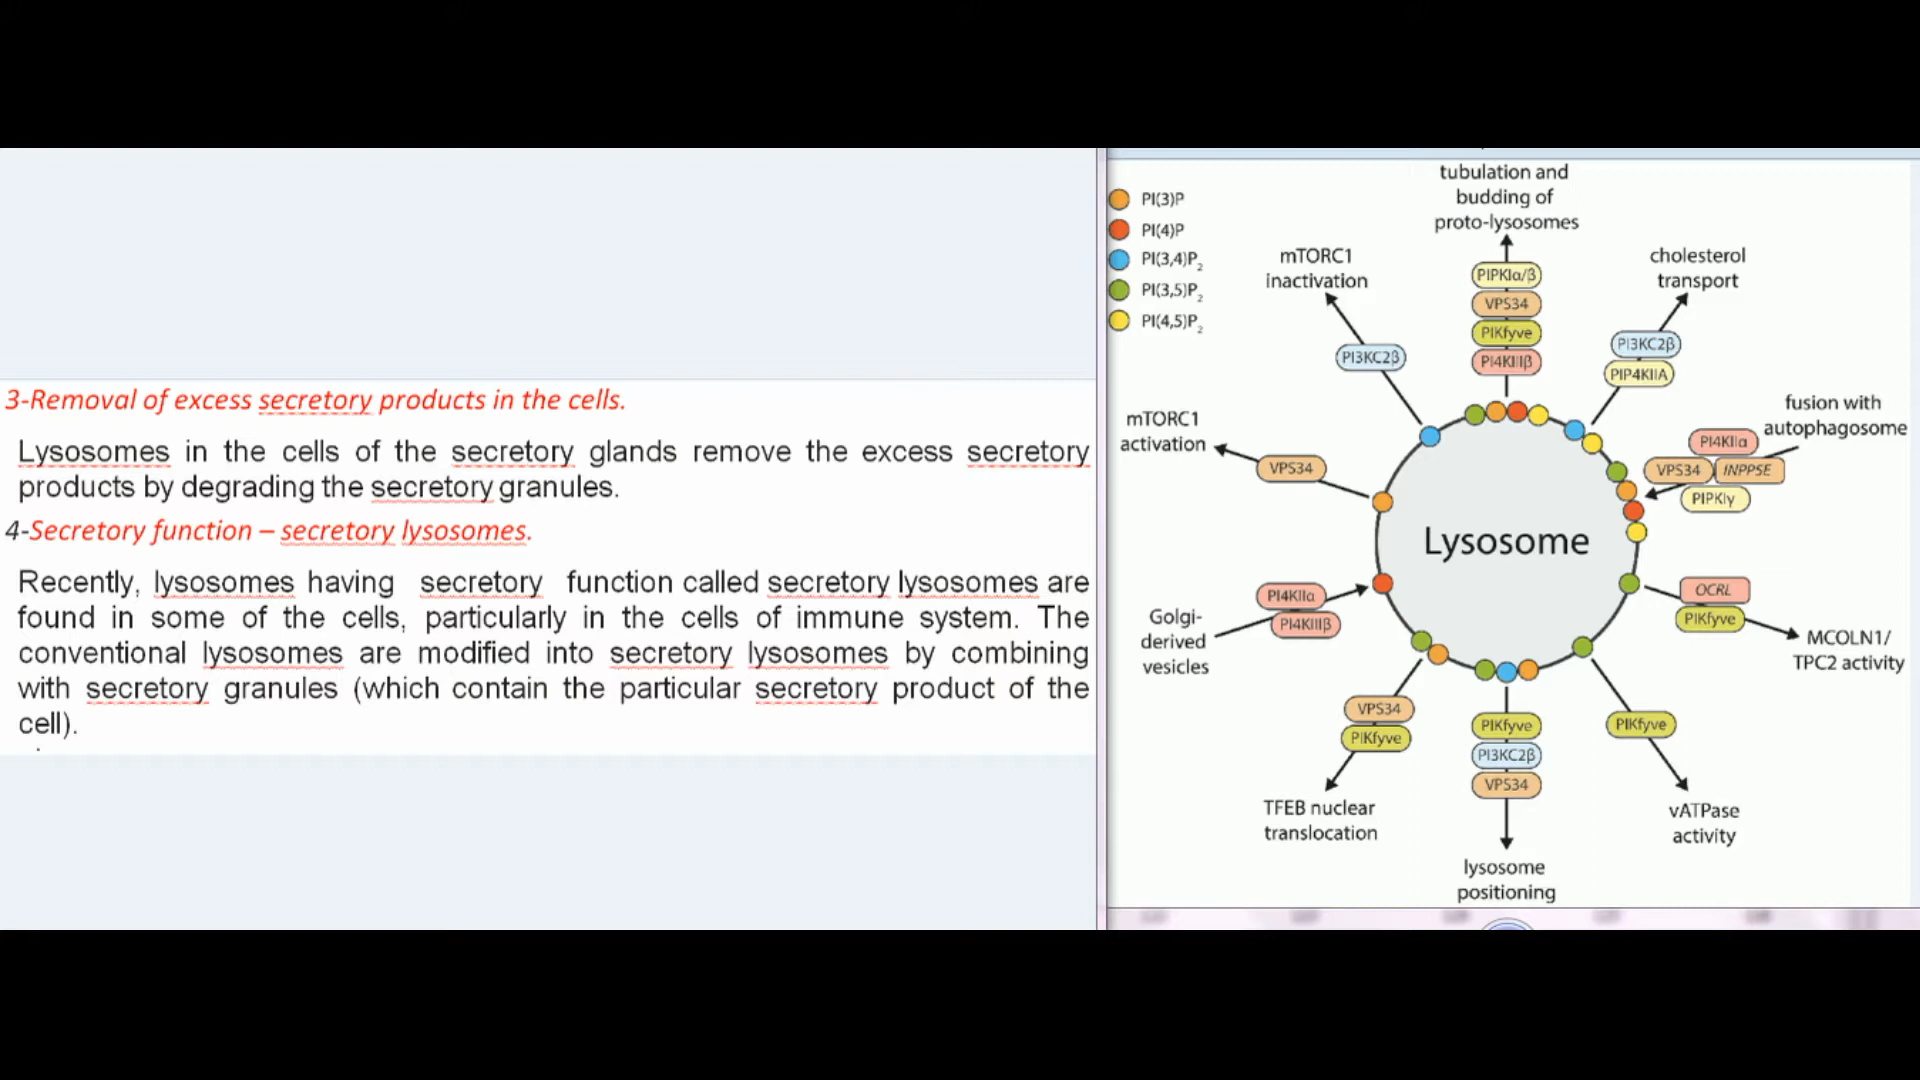 3-Removal of excess secretory products in the cells.
Lysosomes in the cells of the secretory glands remove the excess secretory
products by degrading the secretory granules.
4-Secretory function – secretory lysosomes.
Recently, lysosomes having secretory function called secretory lysosomes are
found in some of the cells, particularly in the cells of immune system. The
conventional lysosomes are modified into secretory lysosomes by combining
with secretory granules (which contain the particular secretory product of the
cell).
PI(3)P
PI(4)P
PI(3,4)P₂
PI(3,5)P₂
PI(4,5)P₂
tubulation and
budding of
proto-lysosomes
PIPKIα/β
VPS34
PIKfyve
PI4KIIIβ
mTORC1
inactivation
PI3KC2β
cholesterol
transport
PI3KC2β
PIP4KIIA
mTORC1
activation
VPS34
fusion with
autophagosome
PI4KIIα
VPS34 INPP5E
PIPKIγ
Lysosome
Golgi-
derived
vesicles
PI4KIIα
PI4KIIIβ
OCRL
PIKfyve
MCOLN1/
TPC2 activity
VPS34
PIKfyve
TFEB nuclear
translocation
PIKfyve
PI3KC2β
VPS34
lysosome
positioning
PIKfyve
vATPase
activity